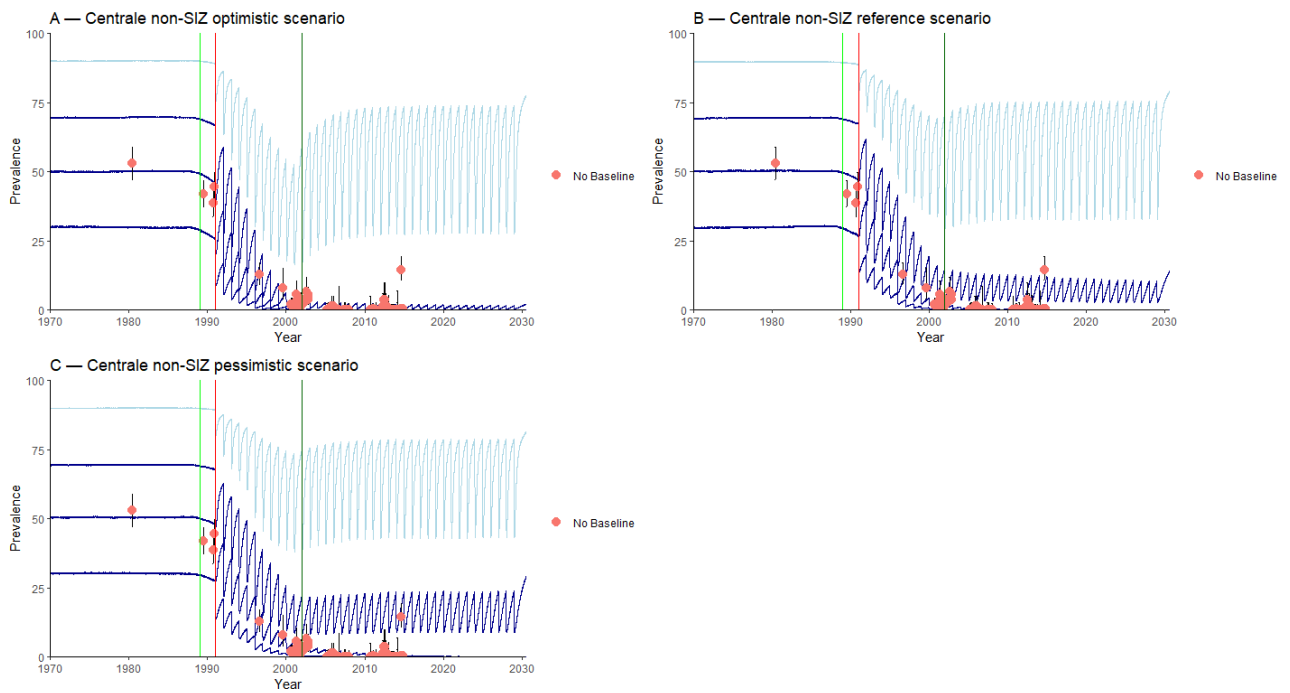 A — Centrale non-SIZ optimistic scenario
100
75
50
25
0
Prevalence
1970 1980 1990 2000 2010 2020 2030
Year
No Baseline
B — Centrale non-SIZ reference scenario
100
75
50
25
0
Prevalence
1970 1980 1990 2000 2010 2020 2030
Year
No Baseline
C — Centrale non-SIZ pessimistic scenario
100
75
50
25
0
Prevalence
1970 1980 1990 2000 2010 2020 2030
Year
No Baseline